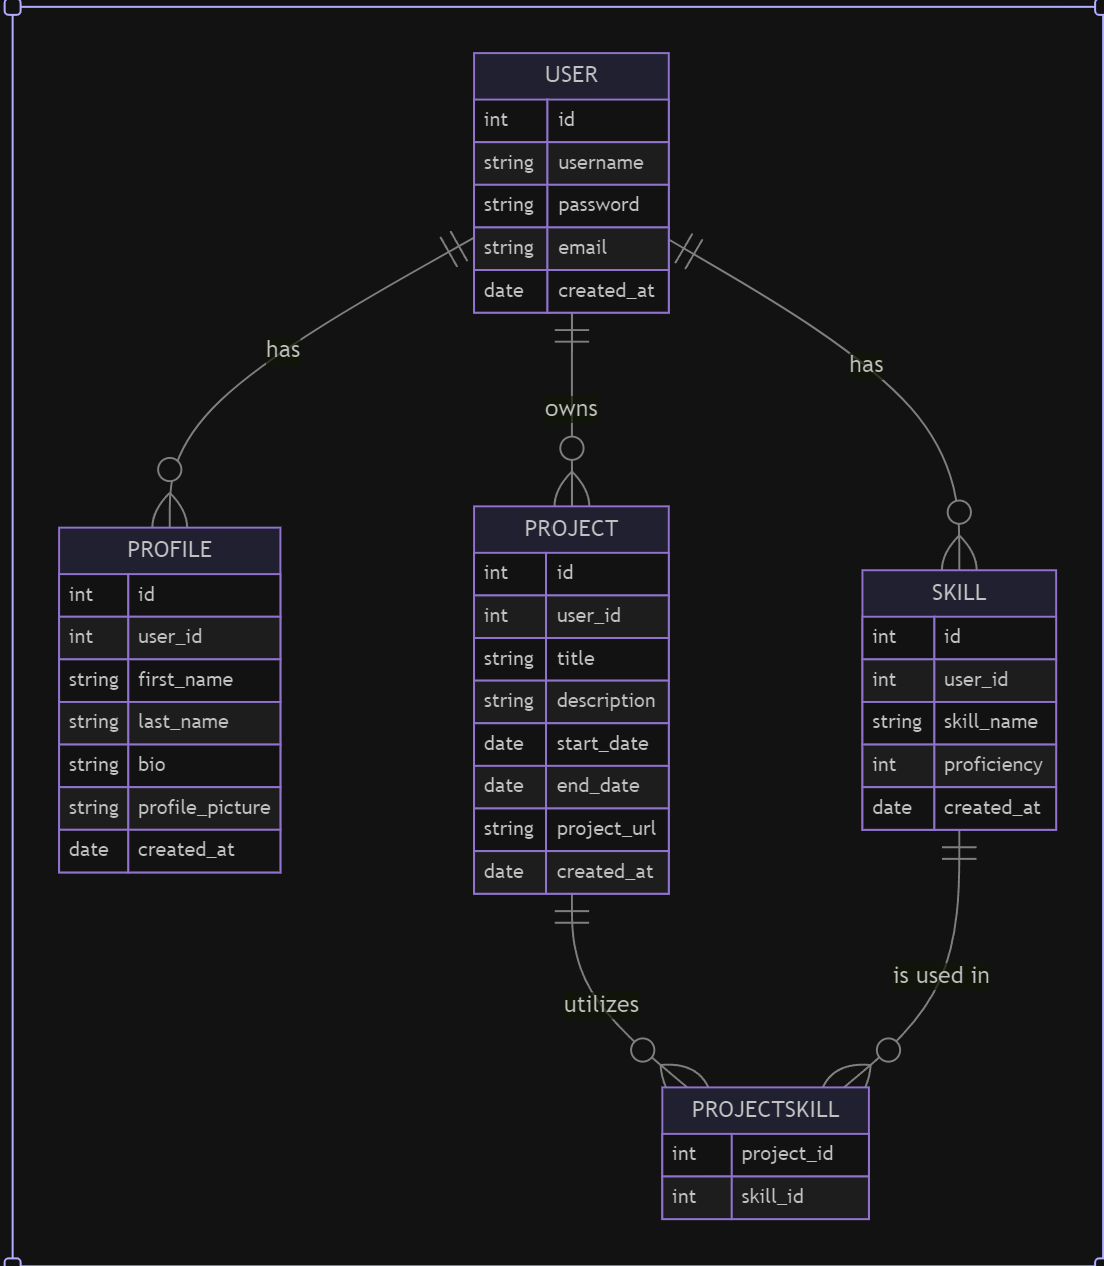 USER
int id
string username
string password
string email
date created_at
has
has
owns
PROFILE
int id
int user_id
string first_name
string last_name
string bio
string profile_picture
date created_at
PROJECT
int id
int user_id
string title
string description
date start_date
date end_date
string project_url
date created_at
SKILL
int id
int user_id
string skill_name
int proficiency
date created_at
is used in
utilizes
PROJECTSKILL
int project_id
int skill_id